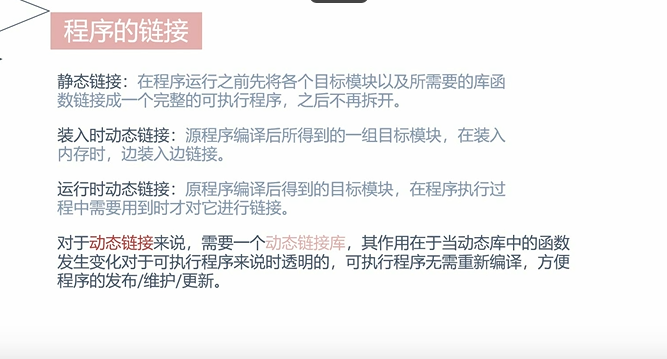 程序的链接
静态链接：在程序运行之前先将各个目标模块以及所需要的库函
数链接成一个完整的可执行程序，之后不再拆开。
装入时动态链接：源程序编译后所得到的一组目标模块，在装入
内存时，边装入边链接。
运行时动态链接：原程序编译后得到的目标模块，在程序执行过
程中需要用到时才对它进行链接。
对于动态链接来说，需要一个动态链接库，其作用在于当动态库中的函数
发生变化对于可执行程序来说时透明的，可执行程序无需重新编译，方便
程序的发布/维护/更新。